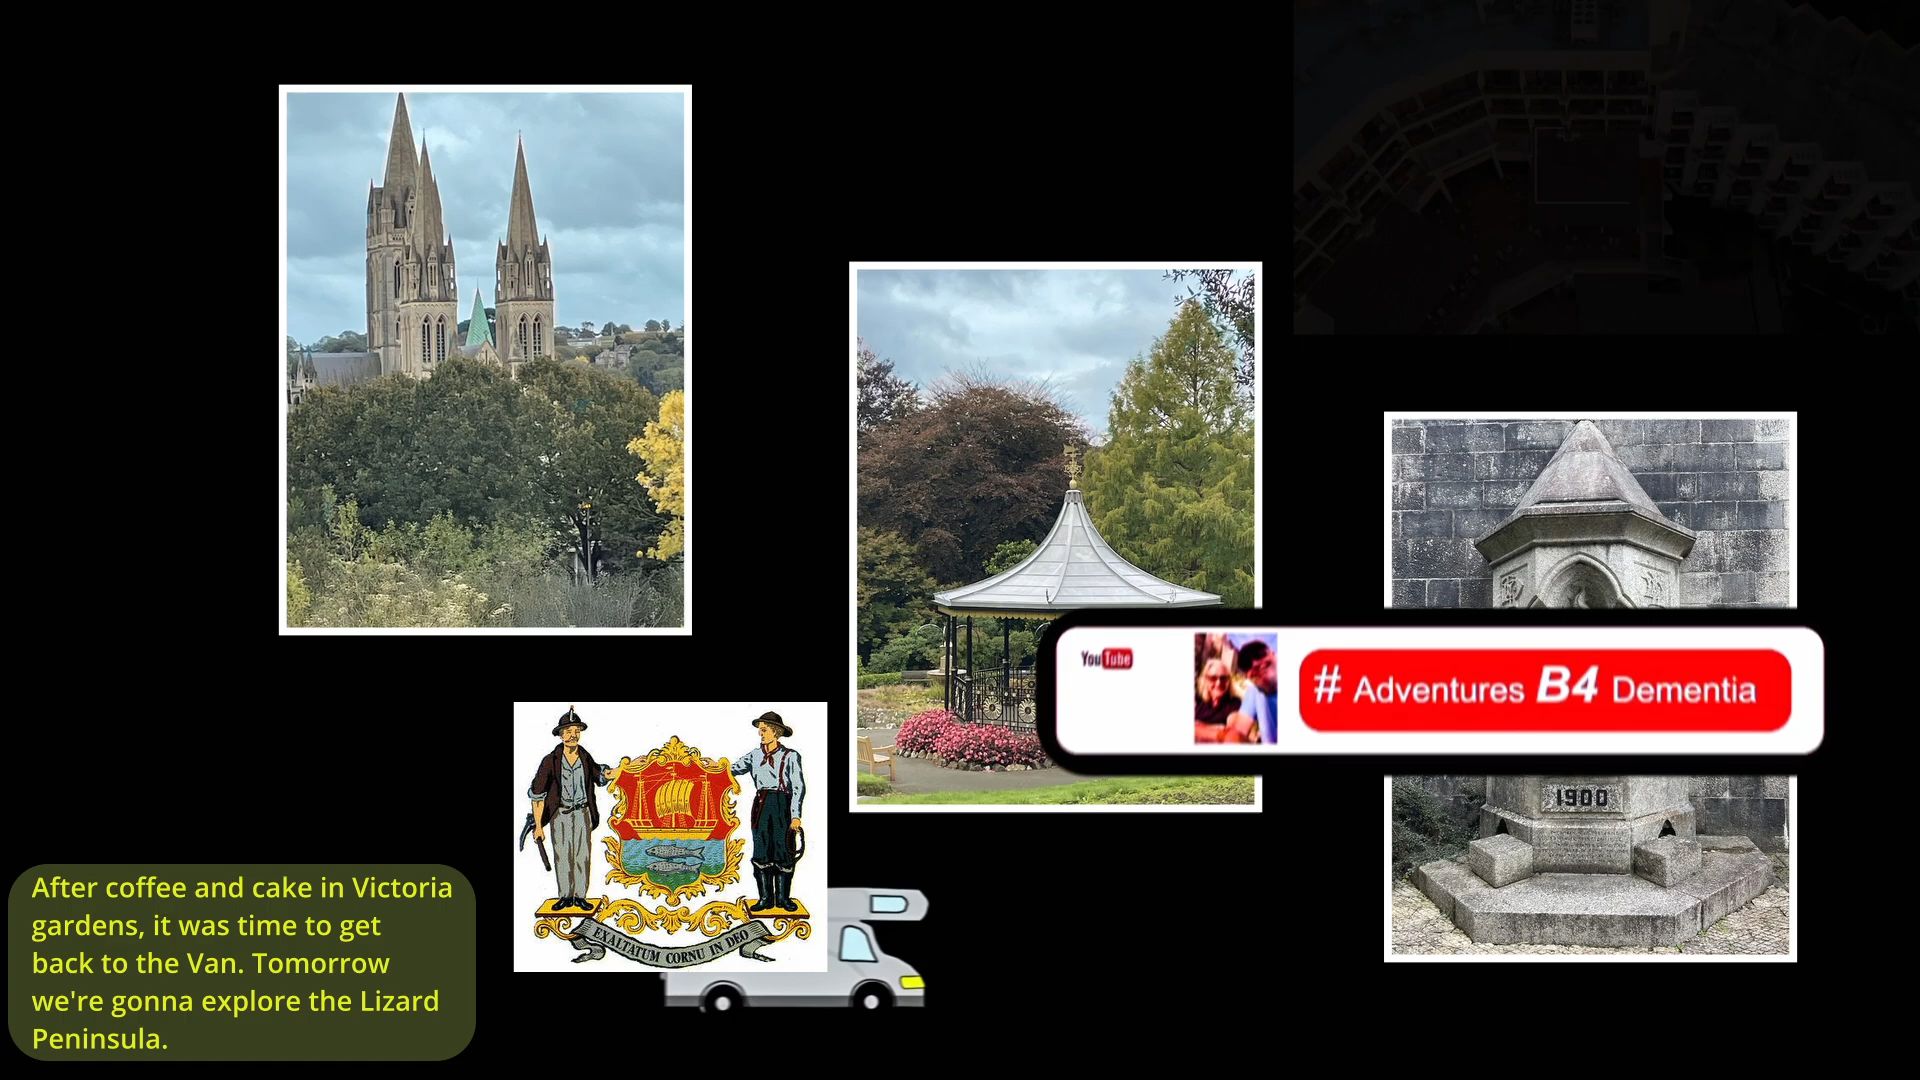 YouTube
# Adventures B4 Dementia
1900
EXALTATUM CORNU IN DEO
After coffee and cake in Victoria
gardens, it was time to get
back to the Van. Tomorrow
we're gonna explore the Lizard
Peninsula.